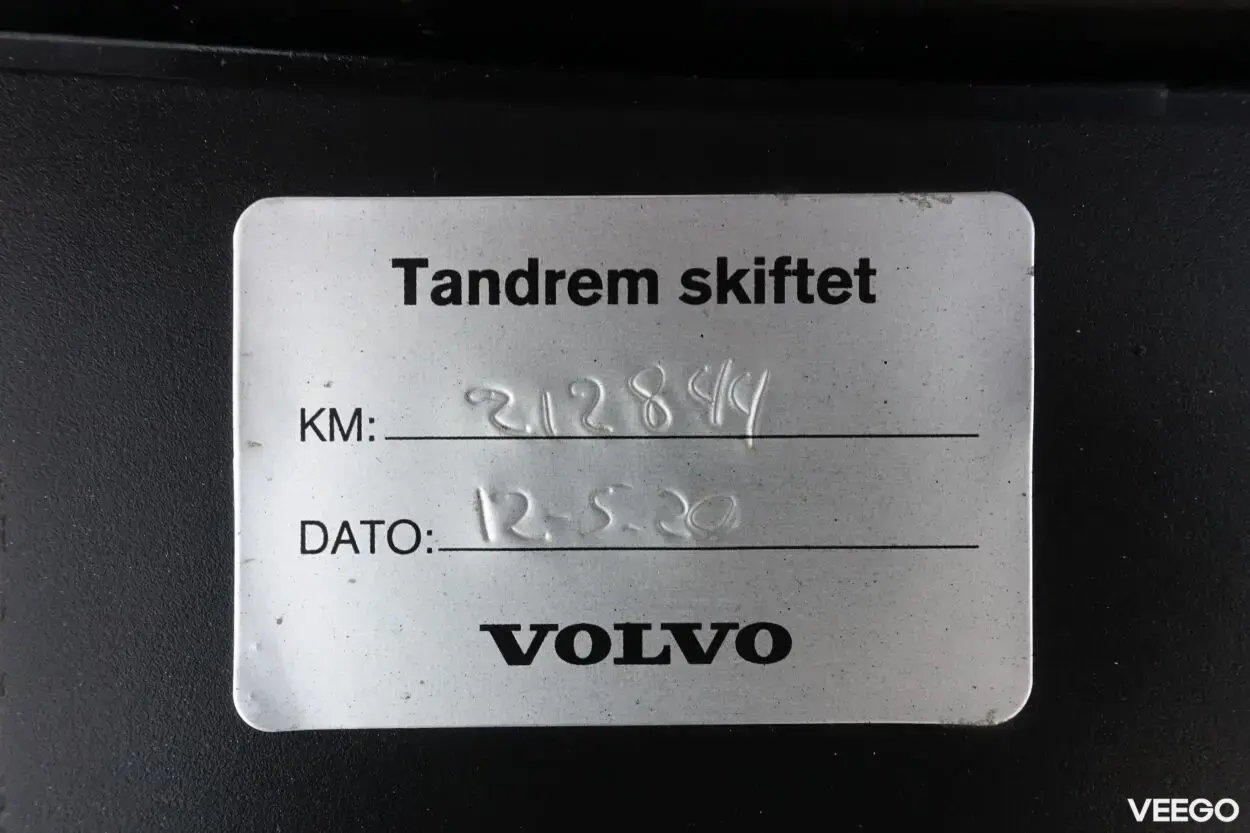 Tandrem skiftet
KM: 212844
DATO: 12.-5.20
VOLVO
VEEGO